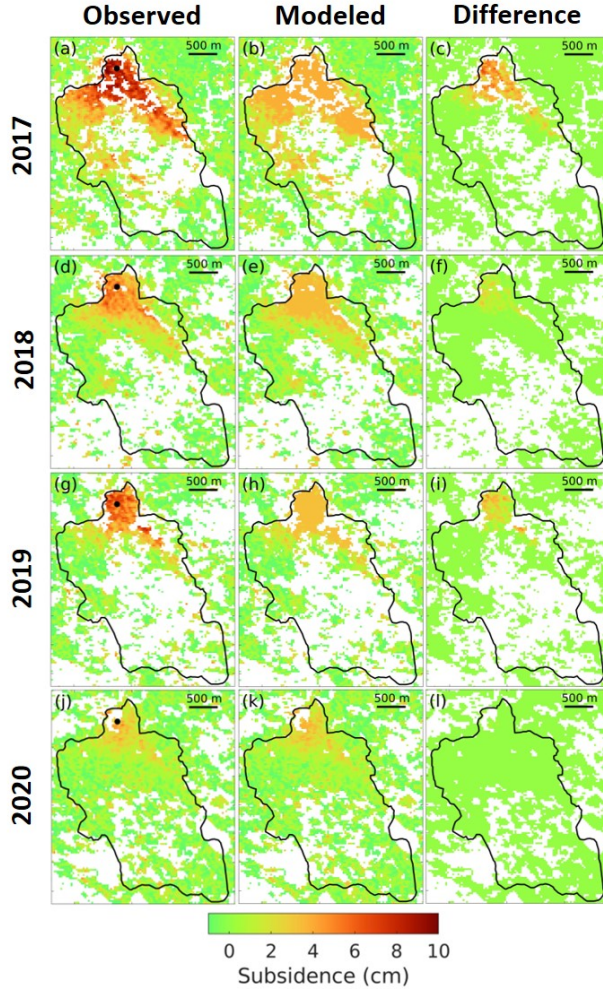 Observed Modeled Difference
2017
(a) 500 m (b) 500 m (c) 500 m
2018
(d) 500 m (e) 500 m (f) 500 m
2019
(g) 500 m (h) 500 m (i) 500 m
2020
(j) 500 m (k) 500 m (l) 500 m
0 2 4 6 8 10
Subsidence (cm)